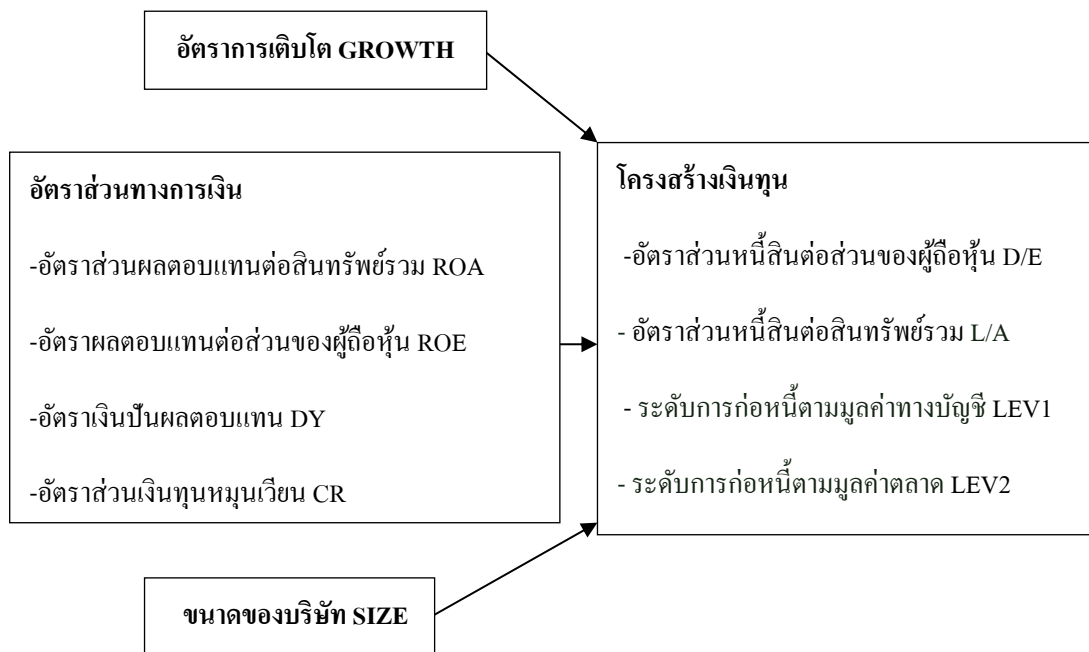 อัตราการเติบโต GROWTH
อัตราส่วนทางการเงิน
-อัตราส่วนผลตอบแทนต่อสินทรัพย์รวม ROA
-อัตราผลตอบแทนต่อส่วนของผู้ถือหุ้น ROE
-อัตราเงินปันผลตอบแทน DY
-อัตราส่วนเงินทุนหมุนเวียน CR
โครงสร้างเงินทุน
-อัตราส่วนหนี้สินต่อส่วนของผู้ถือหุ้น D/E
- อัตราส่วนหนี้สินต่อสินทรัพย์รวม L/A
- ระดับการก่อหนี้ตามมูลค่าทางบัญชี LEV1
- ระดับการก่อหนี้ตามมูลค่าตลาด LEV2
ขนาดของบริษัท SIZE